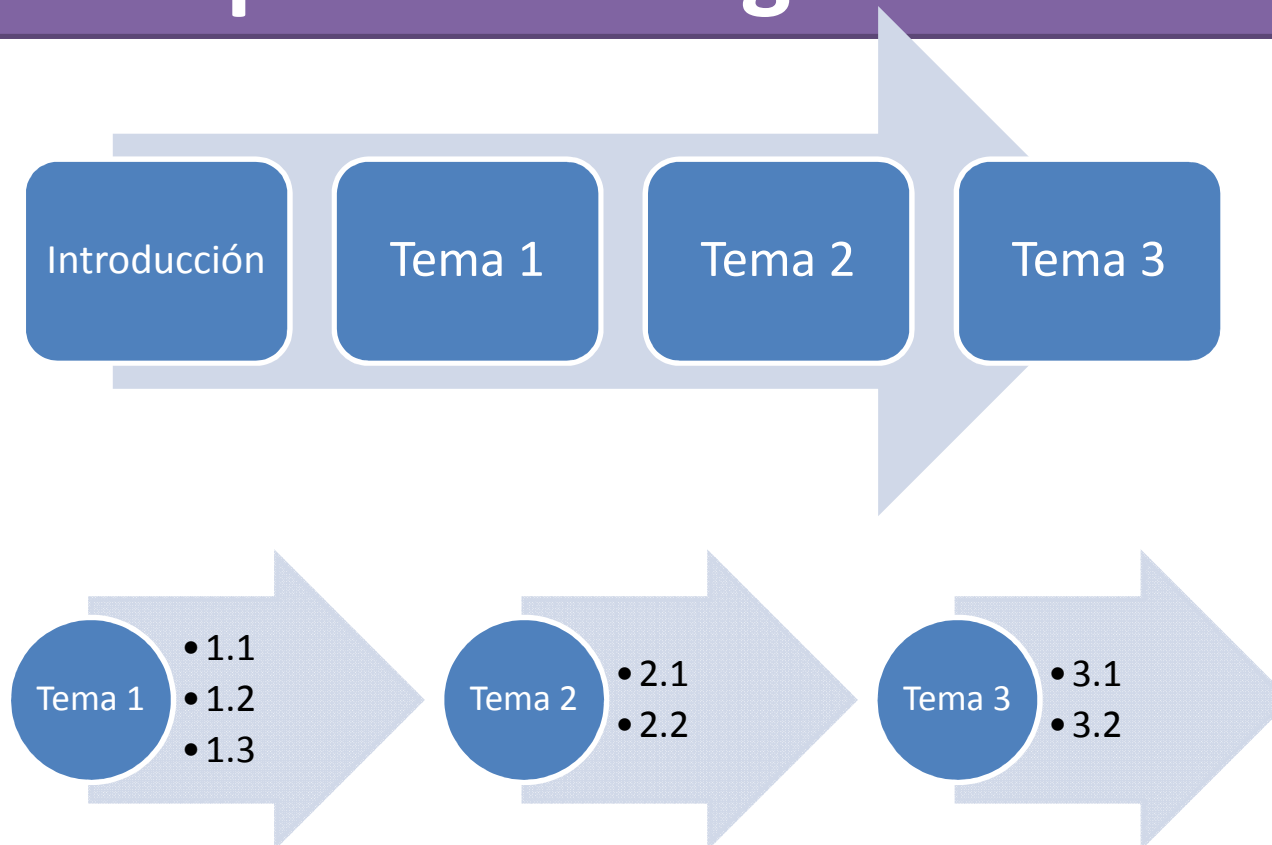 Introducción
Tema 1
Tema 2
Tema 3
Tema 1
• 1.1
• 1.2
• 1.3
Tema 2
• 2.1
• 2.2
Tema 3
• 3.1
• 3.2